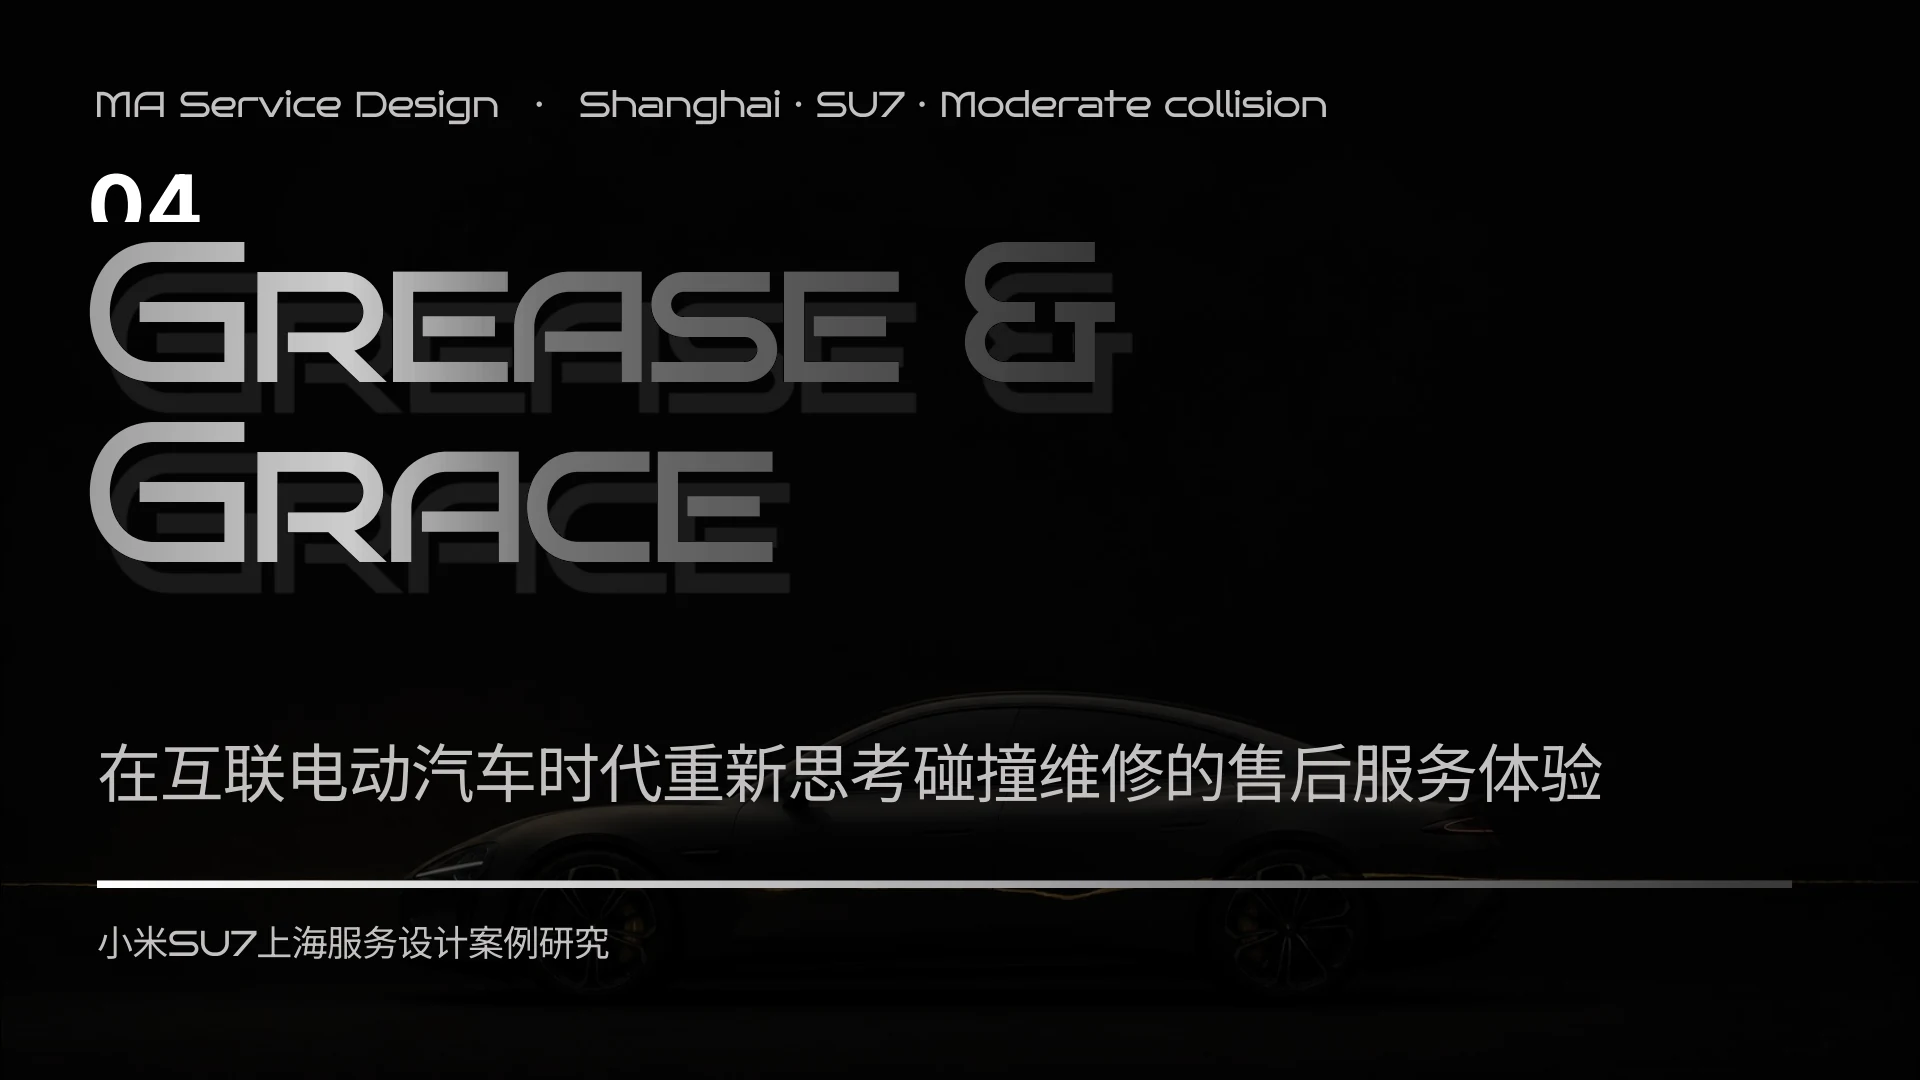 MA Service Design · Shanghai · SU7 · Moderate collision
04
GREASE &
GRACE
在互联电动汽车时代重新思考碰撞维修的售后服务体验
小米SU7上海服务设计案例研究